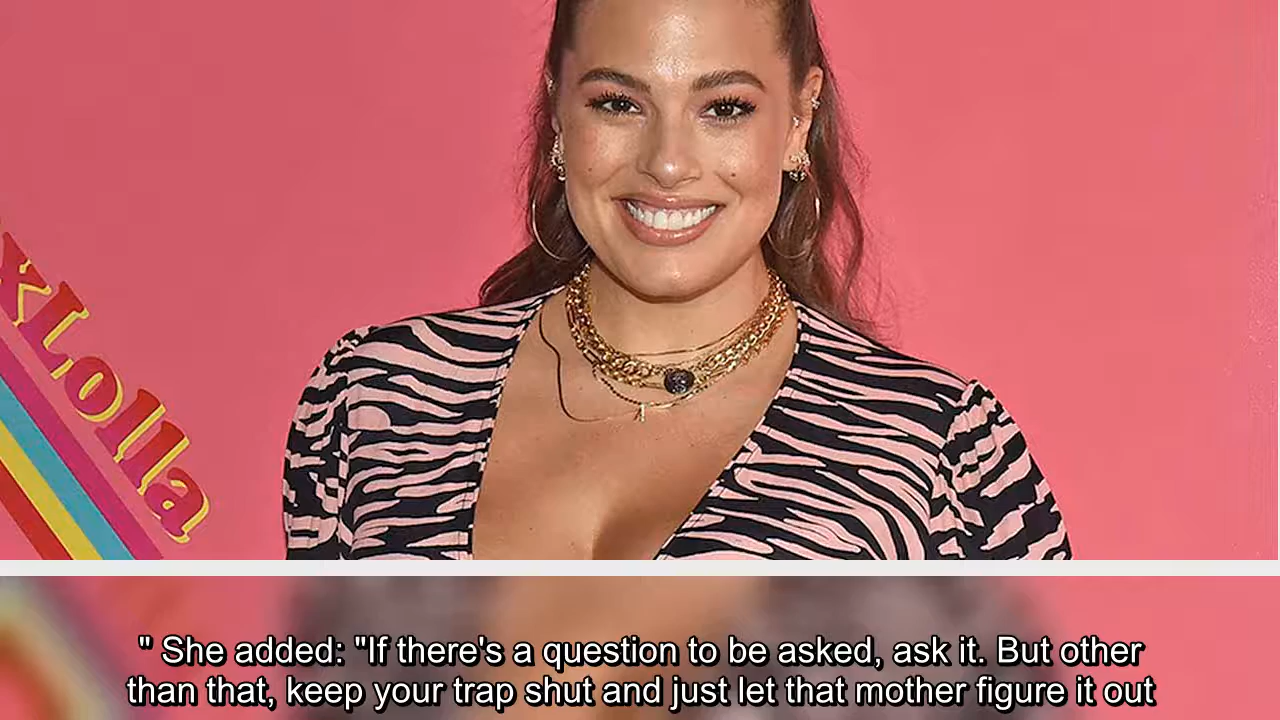 xLolla
" She added: "If there's a question to be asked, ask it. But other
than that, keep your trap shut and just let that mother figure it out